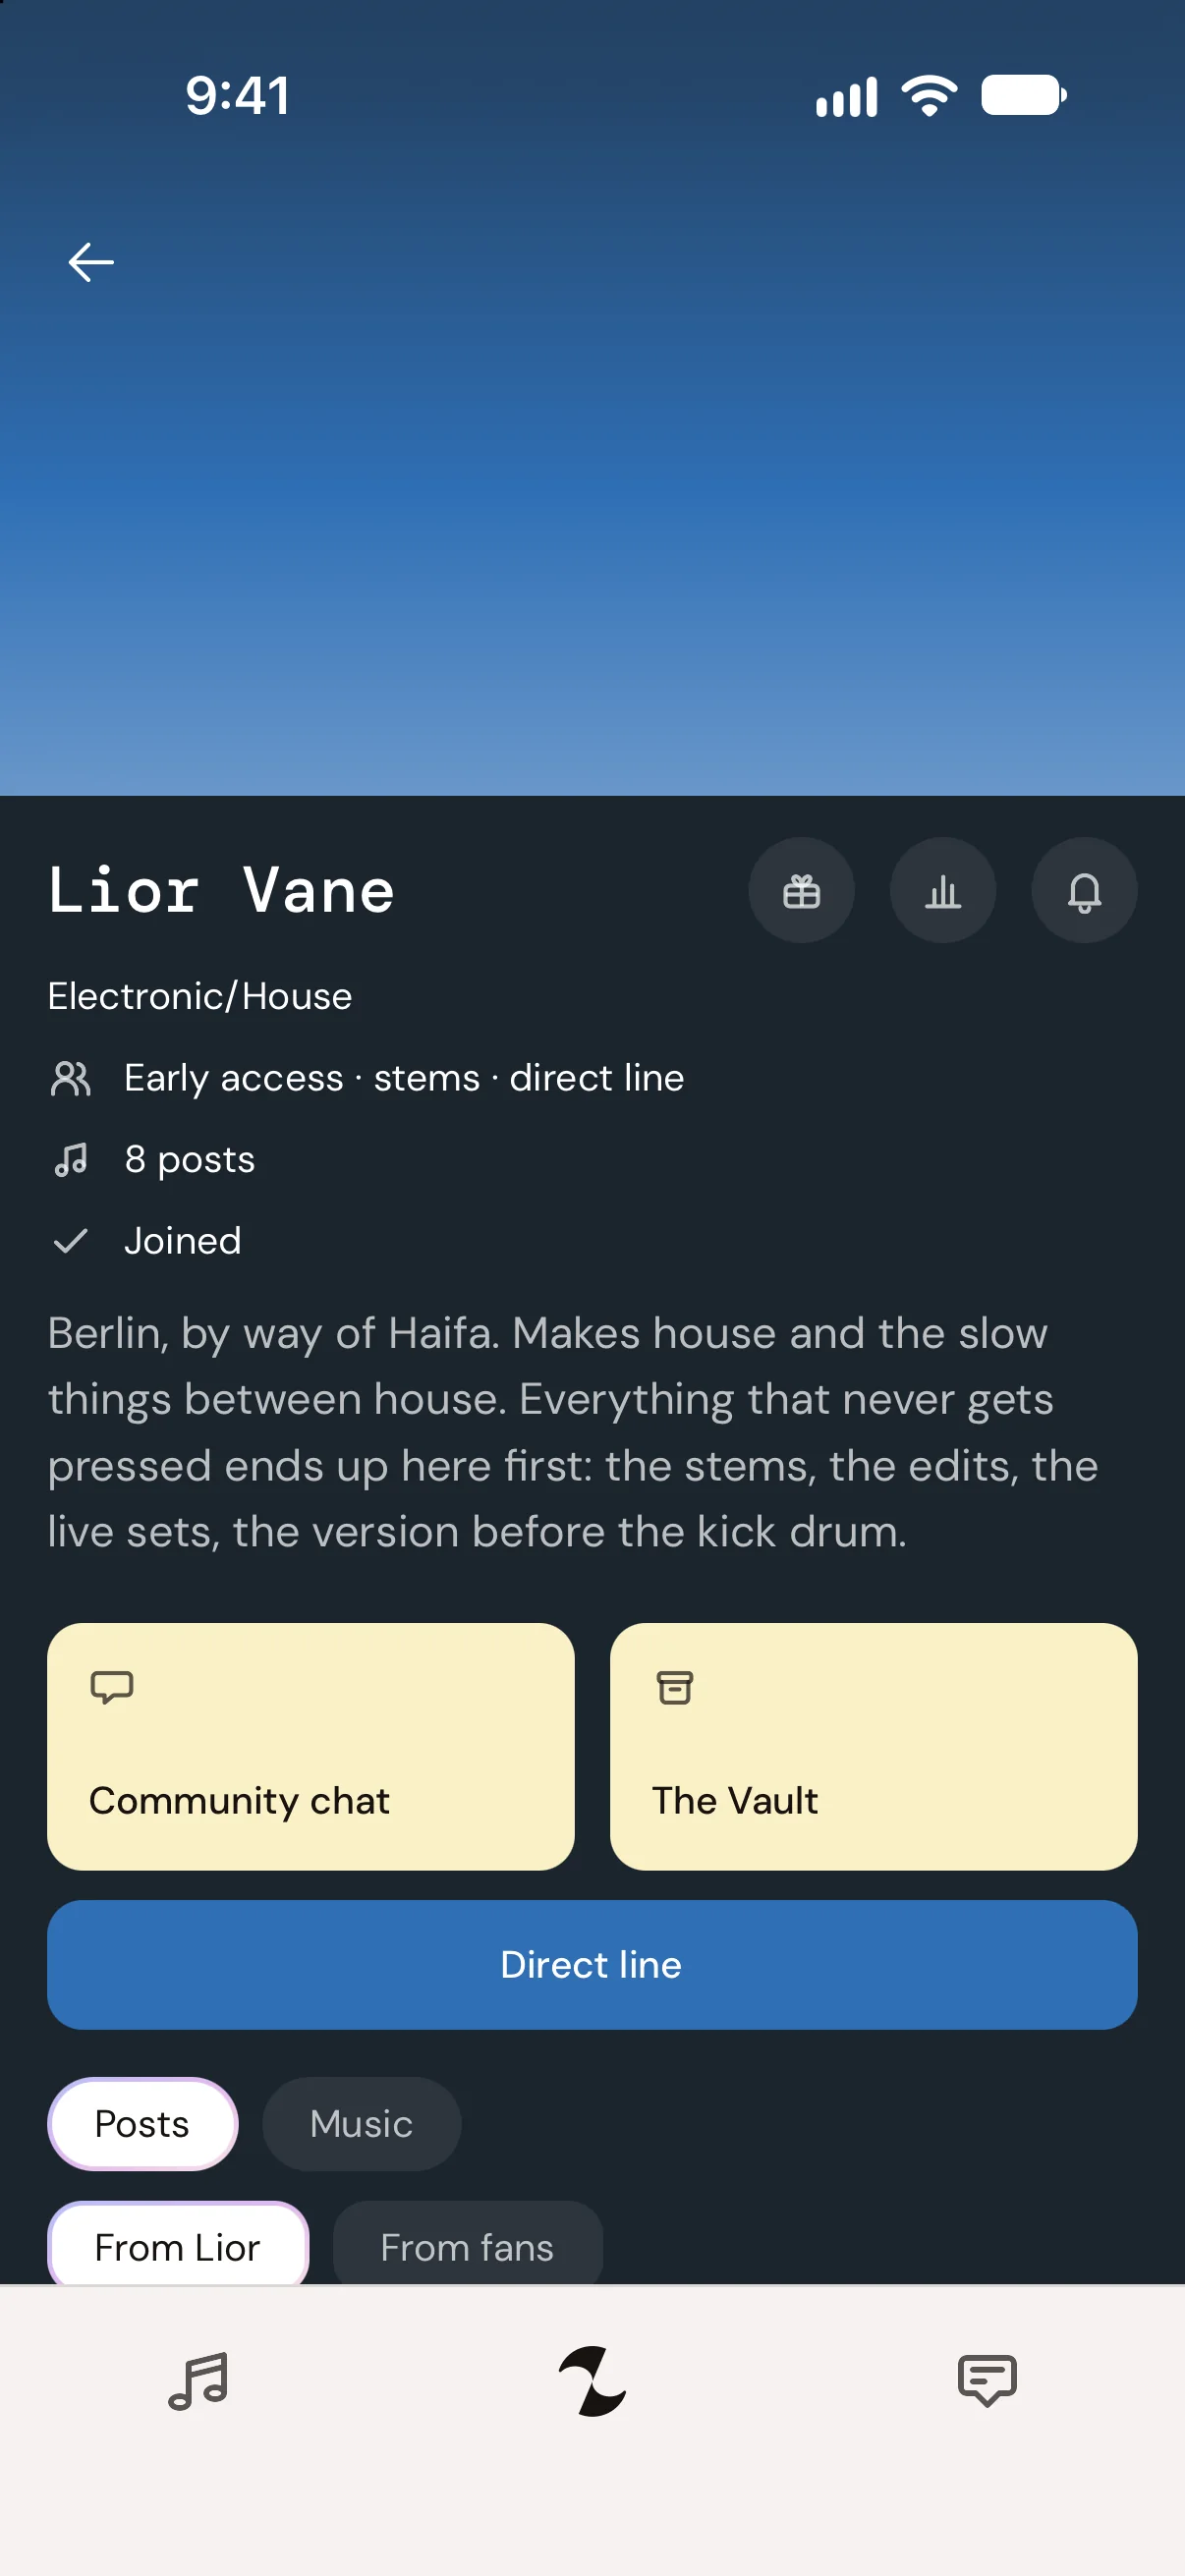 9:41
Lior Vane
Electronic/House
Early access · stems · direct line
8 posts
Joined
Berlin, by way of Haifa. Makes house and the slow
things between house. Everything that never gets
pressed ends up here first: the stems, the edits, the
live sets, the version before the kick drum.
Community chat
The Vault
Direct line
Posts
Music
From Lior
From fans